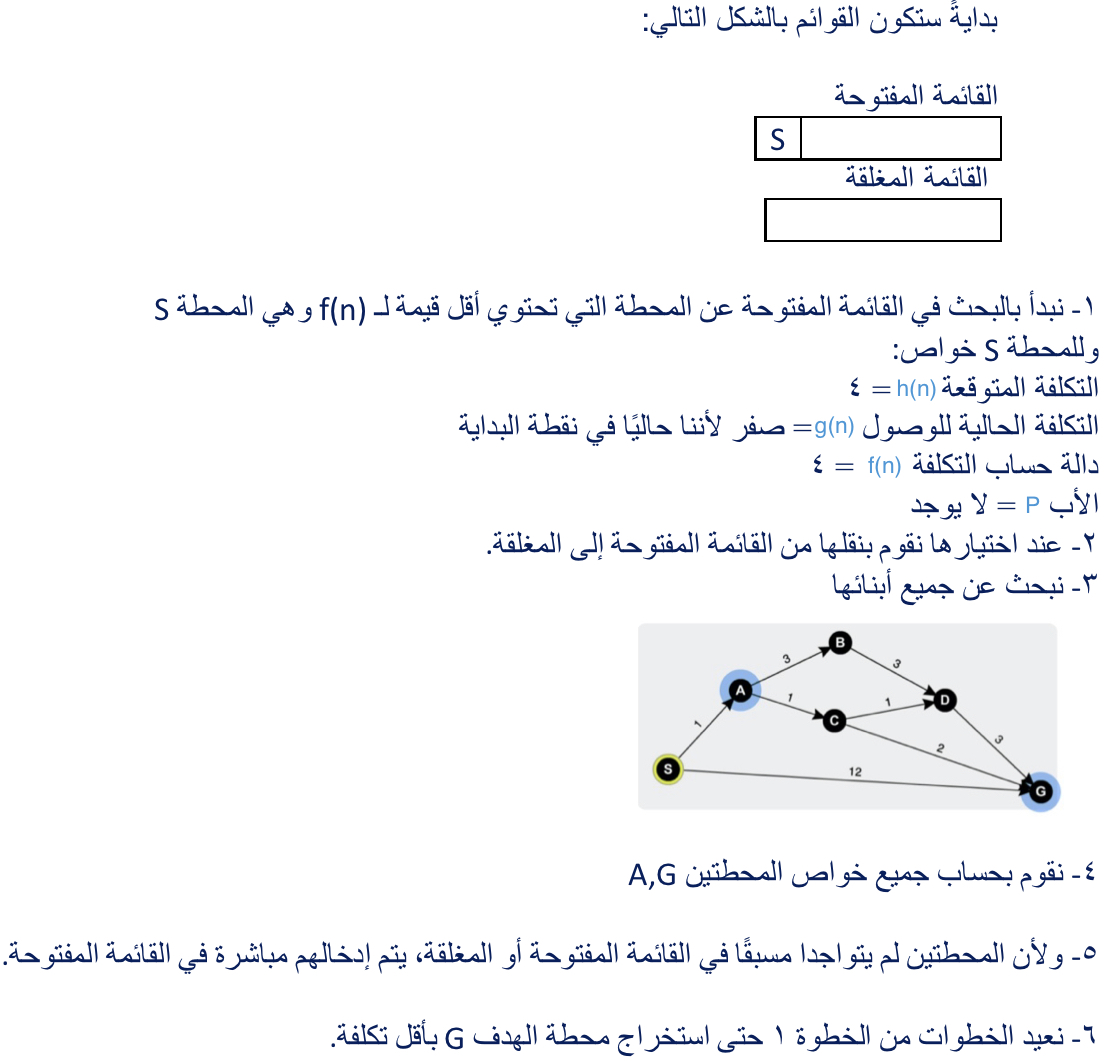 بدايةً ستكون القوائم بالشكل التالي:
القائمة المفتوحة
S
القائمة المغلقة
١- نبدأ بالبحث في القائمة المفتوحة عن المحطة التي تحتوي أقل قيمة لـ f(n) وهي المحطة S
وللمحطة S خواص:
التكلفة المتوقعة h(n) = ٤
التكلفة الحالية للوصول g(n) = صفر لأننا حاليًا في نقطة البداية
دالة حساب التكلفة f(n) = ٤
الأب P = لا يوجد
٢- عند اختيارها نقوم بنقلها من القائمة المفتوحة إلى المغلقة.
٣- نبحث عن جميع أبنائها
B
3
3
A
1
C
1
D
1
2
3
S
12
G
٤- نقوم بحساب جميع خواص المحطتين A,G
٥- ولأن المحطتين لم يتواجدا مسبقًا في القائمة المفتوحة أو المغلقة، يتم إدخالهم مباشرة في القائمة المفتوحة.
٦- نعيد الخطوات من الخطوة ١ حتى استخراج محطة الهدف G بأقل تكلفة.